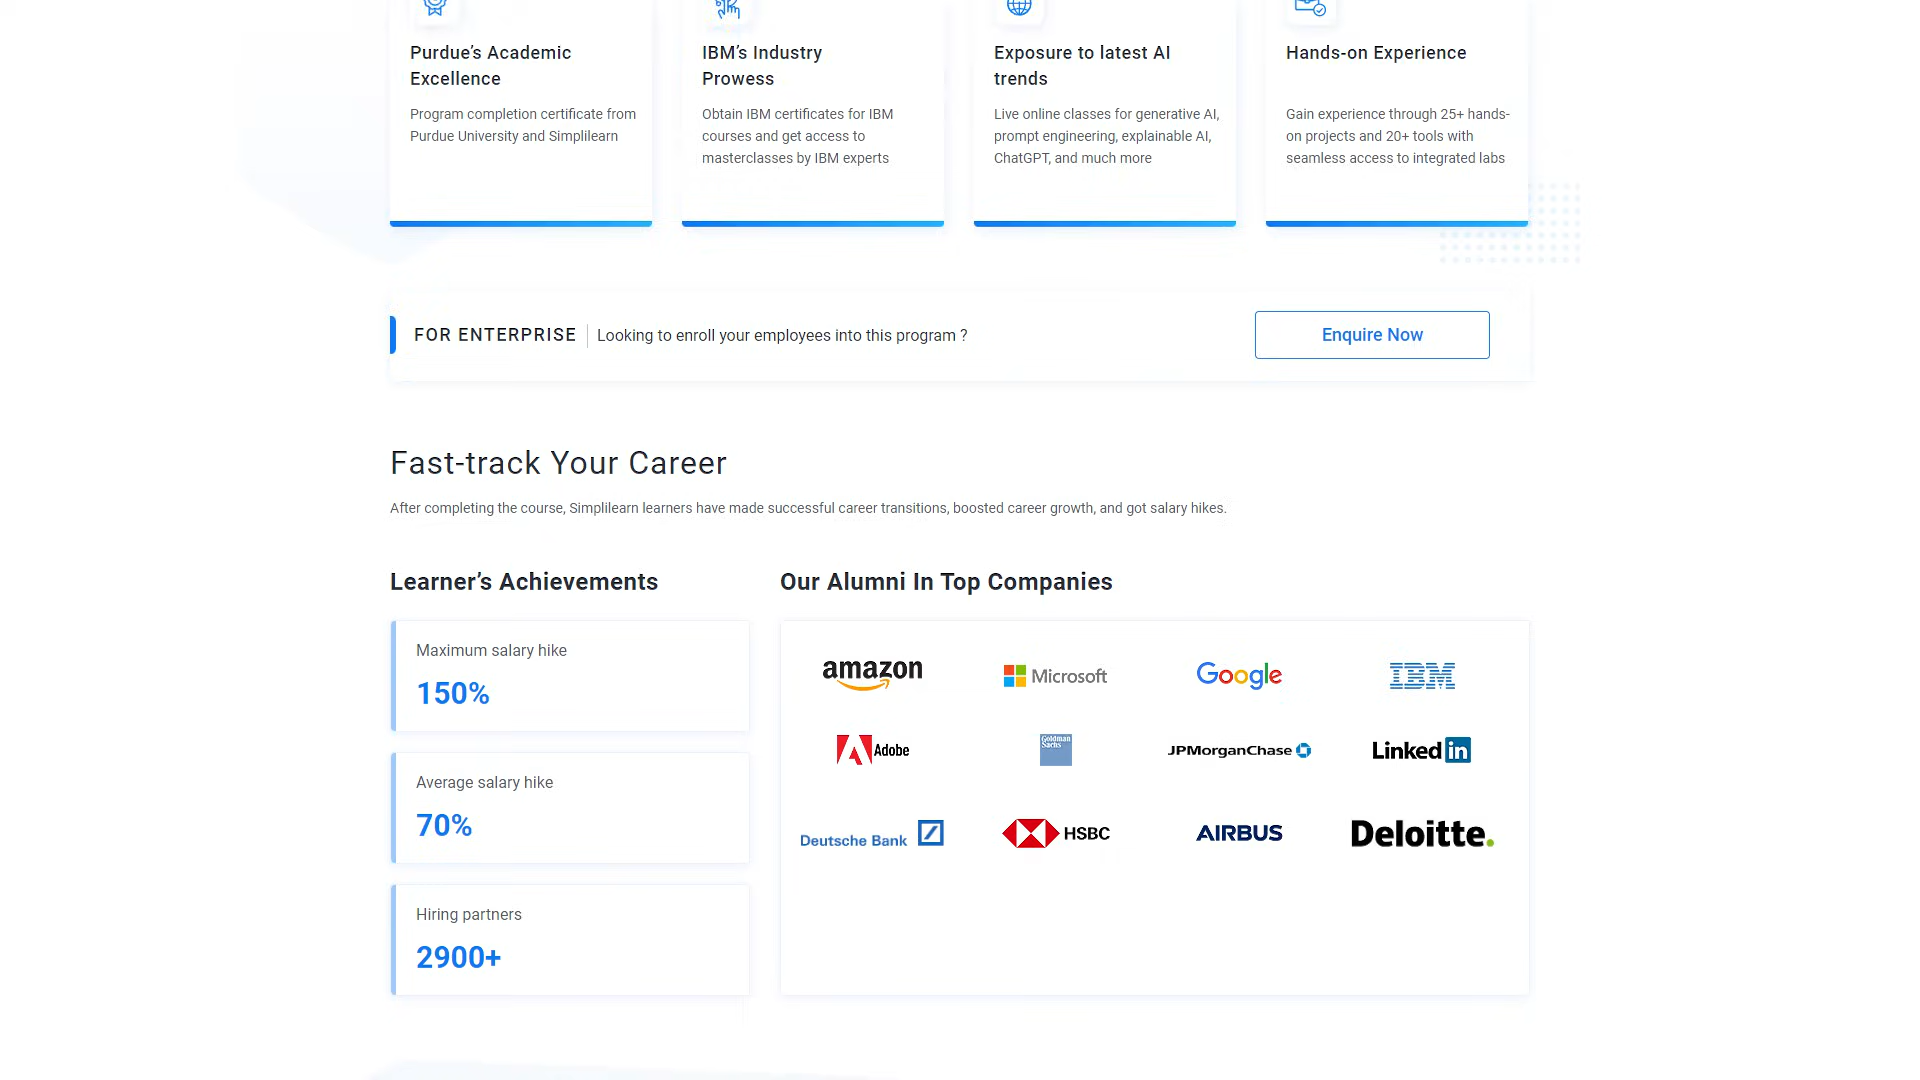 Purdue’s Academic
Excellence
Program completion certificate from
Purdue University and Simplilearn
IBM’s Industry
Prowess
Obtain IBM certificates for IBM
courses and get access to
masterclasses by IBM experts
Exposure to latest AI
trends
Live online classes for generative AI,
prompt engineering, explainable AI,
ChatGPT, and much more
Hands-on Experience
Gain experience through 25+ hands-
on projects and 20+ tools with
seamless access to integrated labs
FOR ENTERPRISE
Looking to enroll your employees into this program ?
Enquire Now
Fast-track Your Career
After completing the course, Simplilearn learners have made successful career transitions, boosted career growth, and got salary hikes.
Learner’s Achievements
Maximum salary hike
150%
Average salary hike
70%
Hiring partners
2900+
Our Alumni In Top Companies
amazon
Microsoft
Google
IBM
Adobe
Goldman
Sachs
JPMorganChase
Linkedin
Deutsche Bank
HSBC
AIRBUS
Deloitte.